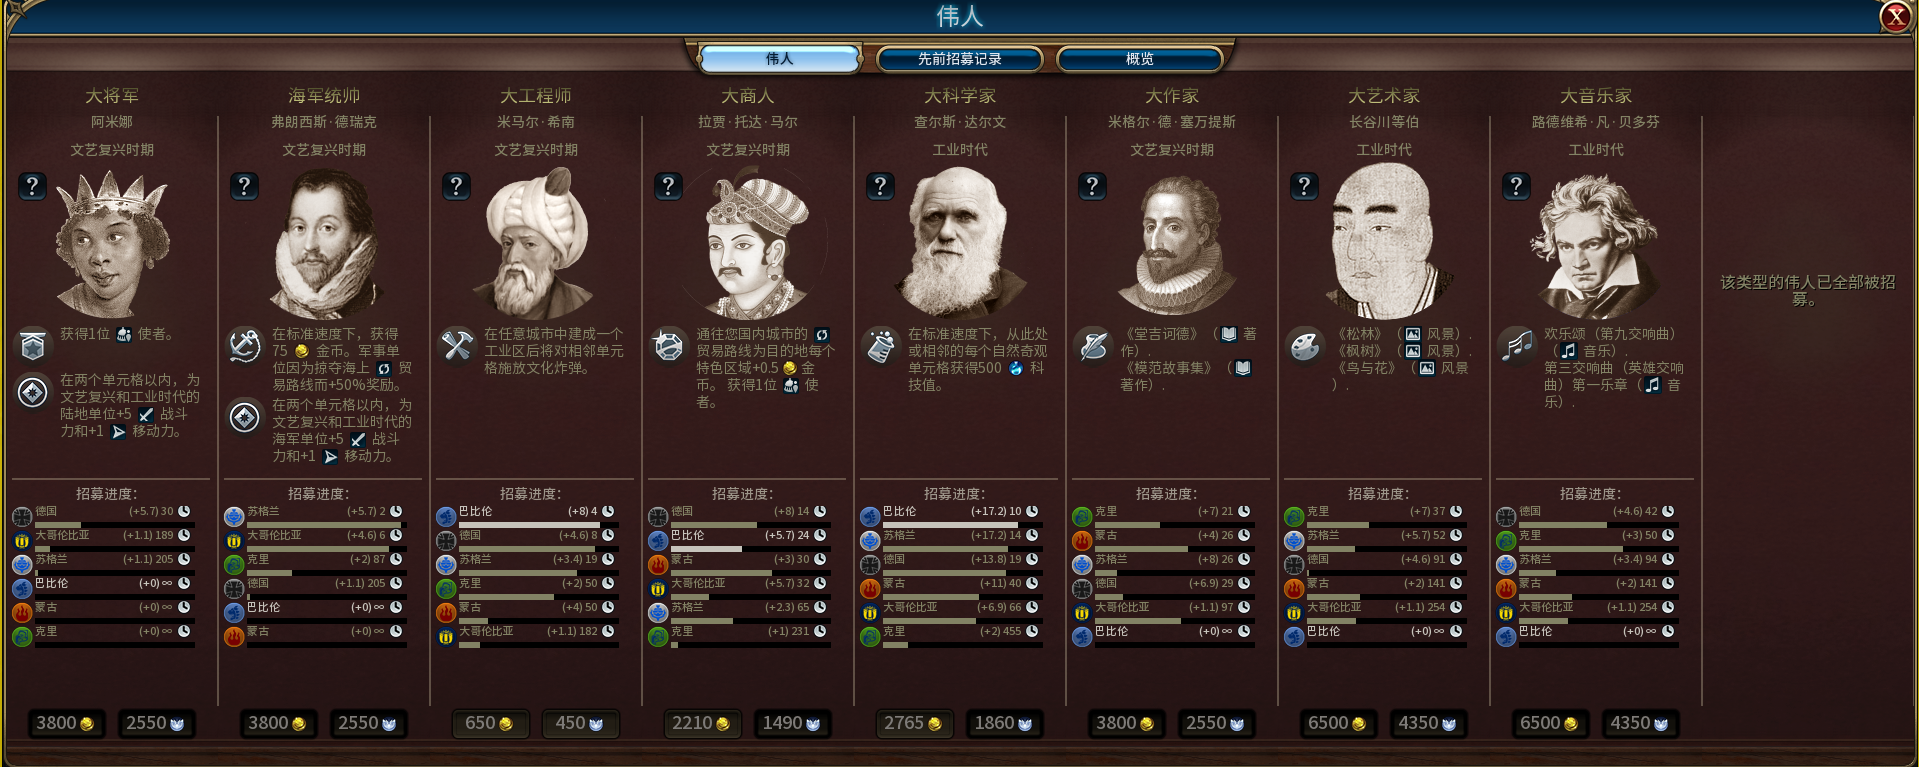 伟人
X
伟人
先前招募记录
概览
大将军
阿米娜
文艺复兴时期
?
获得1位 使者。
在两个单元格以内，为
文艺复兴和工业时代的
陆地单位+5 战斗
力和+1 移动力。
招募进度：
德国 (+5.7) 30
大哥伦比亚 (+1.1) 189
苏格兰 (+1.1) 205
巴比伦 (+0) ∞
蒙古 (+0) ∞
克里 (+0) ∞
3800 2550
海军统帅
弗朗西斯·德瑞克
文艺复兴时期
?
在标准速度下，获得
75 金币。军事单
位因为掠夺海上 贸
易路线而+50%奖励。
在两个单元格以内，为
文艺复兴和工业时代的
海军单位+5 战斗
力和+1 移动力。
招募进度：
苏格兰 (+5.7) 2
大哥伦比亚 (+4.6) 6
克里 (+2) 87
德国 (+1.1) 205
巴比伦 (+0) ∞
蒙古 (+0) ∞
3800 2550
大工程师
米马尔·希南
文艺复兴时期
?
在任意城市中建成一个
工业区后将对相邻单元
格施放文化炸弹。
招募进度：
巴比伦 (+8) 4
德国 (+4.6) 8
苏格兰 (+3.4) 19
克里 (+2) 50
蒙古 (+4) 50
大哥伦比亚 (+1.1) 182
650 450
大商人
拉贾·托达·马尔
文艺复兴时期
?
通往您国内城市的
贸易路线为目的地每个
特色区域+0.5 金
币。 获得1位 使
者。
招募进度：
德国 (+8) 14
巴比伦 (+5.7) 24
蒙古 (+3) 30
大哥伦比亚 (+5.7) 32
苏格兰 (+2.3) 65
克里 (+1) 231
2210 1490
大科学家
查尔斯·达尔文
工业时代
?
在标准速度下，从此处
或相邻的每个自然奇观
单元格获得500 科
技值。
招募进度：
巴比伦 (+17.2) 10
苏格兰 (+17.2) 14
德国 (+13.8) 19
蒙古 (+11) 40
大哥伦比亚 (+6.9) 66
克里 (+2) 455
2765 1860
大作家
米格尔·德·塞万提斯
文艺复兴时期
?
《堂吉诃德》（ 著
作）.
《模范故事集》（
著作）.
招募进度：
克里 (+7) 21
蒙古 (+4) 26
苏格兰 (+8) 26
德国 (+6.9) 29
大哥伦比亚 (+1.1) 97
巴比伦 (+0) ∞
3800 2550
大艺术家
长谷川等伯
工业时代
?
《松林》（ 风景）.
《枫树》（ 风景）.
《鸟与花》（ 风景
）.
招募进度：
克里 (+7) 37
苏格兰 (+5.7) 52
德国 (+4.6) 91
蒙古 (+2) 141
大哥伦比亚 (+1.1) 254
巴比伦 (+0) ∞
6500 4350
大音乐家
路德维希·凡·贝多芬
工业时代
?
欢乐颂（第九交响曲）
（ 音乐）.
第三交响曲（英雄交响
曲）第一乐章（ 音
乐）.
招募进度：
德国 (+4.6) 42
克里 (+3) 50
苏格兰 (+3.4) 94
蒙古 (+2) 141
大哥伦比亚 (+1.1) 254
巴比伦 (+0) ∞
6500 4350
该类型的伟人已全部被招
募。